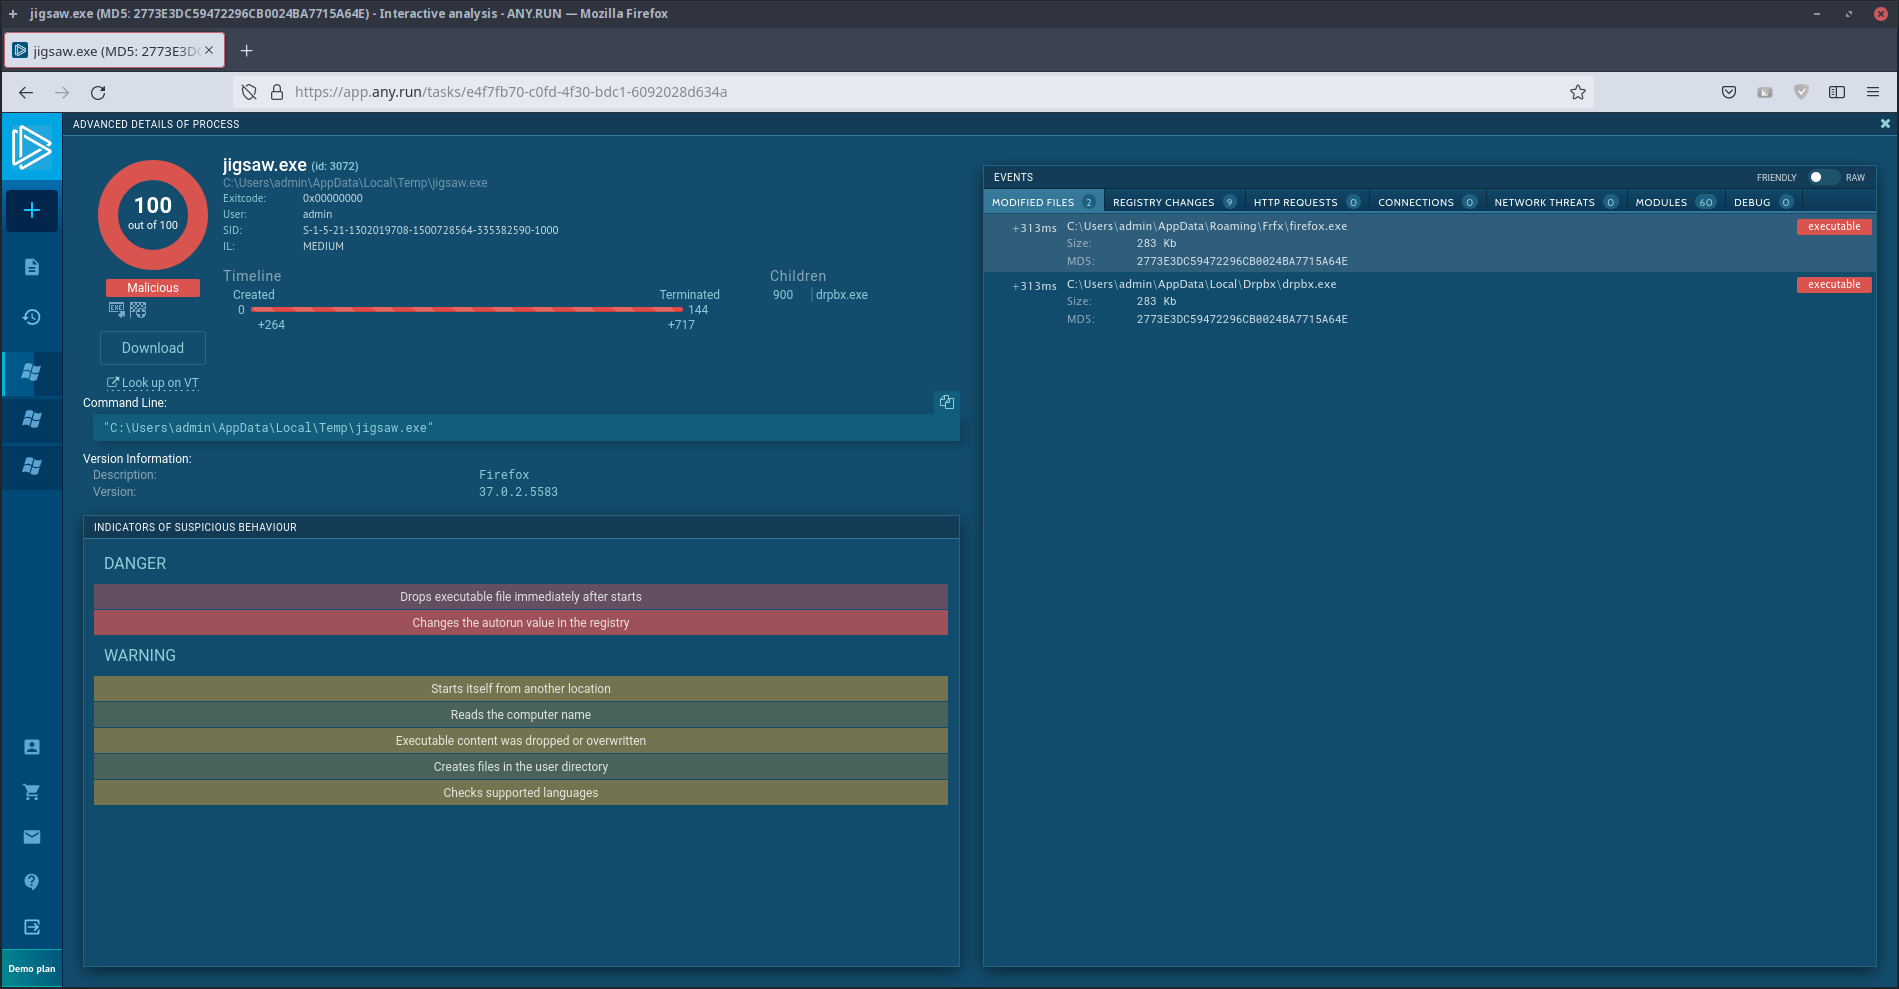 jigsaw.exe (MD5: 2773E3DC59472296CB0024BA7715A64E) - Interactive analysis - ANY.RUN — Mozilla Firefox
jigsaw.exe (MD5: 2773E3DC
https://app.any.run/tasks/e4f7fb70-c0fd-4f30-bdc1-6092028d634a
ADVANCED DETAILS OF PROCESS
100
out of 100
Malicious
EXE
Download
Look up on VT
jigsaw.exe (id: 3072)
C:\Users\admin\AppData\Local\Temp\jigsaw.exe
Exitcode: 0x00000000
User: admin
SID: S-1-5-21-1302019708-1500728564-335382590-1000
IL: MEDIUM
Timeline
Created Terminated
0 144
+264 +717
Children
900 drpbx.exe
Command Line:
"C:\Users\admin\AppData\Local\Temp\jigsaw.exe"
Version Information:
Description: Firefox
Version: 37.0.2.5583
INDICATORS OF SUSPICIOUS BEHAVIOUR
DANGER
Drops executable file immediately after starts
Changes the autorun value in the registry
WARNING
Starts itself from another location
Reads the computer name
Executable content was dropped or overwritten
Creates files in the user directory
Checks supported languages
EVENTS FRIENDLY RAW
MODIFIED FILES 2 REGISTRY CHANGES 9 HTTP REQUESTS 0 CONNECTIONS 0 NETWORK THREATS 0 MODULES 60 DEBUG 0
+313ms C:\Users\admin\AppData\Roaming\Frfx\firefox.exe executable
Size: 283 Kb
MD5: 2773E3DC59472296CB0024BA7715A64E
+313ms C:\Users\admin\AppData\Local\Drpbx\drpbx.exe executable
Size: 283 Kb
MD5: 2773E3DC59472296CB0024BA7715A64E
Demo plan